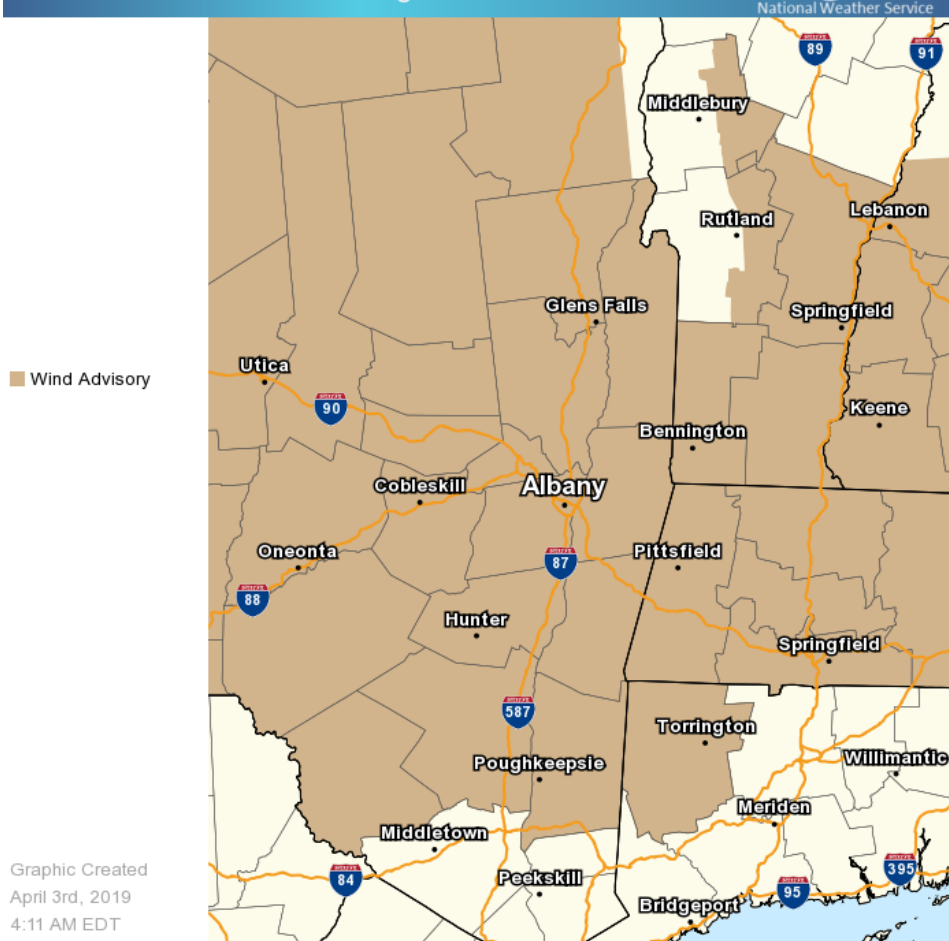 National Weather Service
89
91
Middlebury
Rutland
Lebanon
Glens Falls
Springfield
Utica
Wind Advisory
90
Keene
Bennington
Cobleskill
Albany
Oneonta
87
Pittsfield
88
Hunter
Springfield
587
Torrington
Poughkeepsie
Willimantic
Meriden
Middletown
Graphic Created
84
Peekskill
395
April 3rd, 2019
95
Bridgeport
4:11 AM EDT